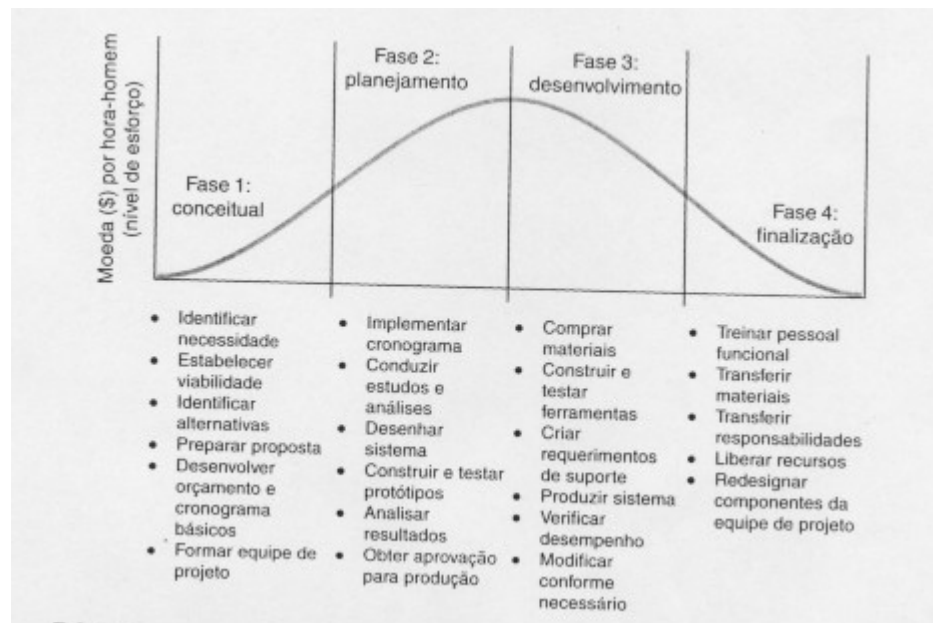 Moeda ($) por hora-homem
(nível de esforço)
Fase 1:
conceitual
Fase 2:
planejamento
Fase 3:
desenvolvimento
Fase 4:
finalização
• Identificar
necessidade
• Estabelecer
viabilidade
• Identificar
alternativas
• Preparar proposta
• Desenvolver
orçamento e
cronograma
básicos
• Formar equipe de
projeto
• Implementar
cronograma
• Conduzir
estudos e
análises
• Desenhar
sistema
• Construir e testar
protótipos
• Analisar
resultados
• Obter aprovação
para produção
• Comprar
materiais
• Construir e
testar
ferramentas
• Criar
requerimentos
de suporte
• Produzir sistema
• Verificar
desempenho
• Modificar
conforme
necessário
• Treinar pessoal
funcional
• Transferir
materiais
• Transferir
responsabilidades
• Liberar recursos
• Redesignar
componentes da
equipe de projeto